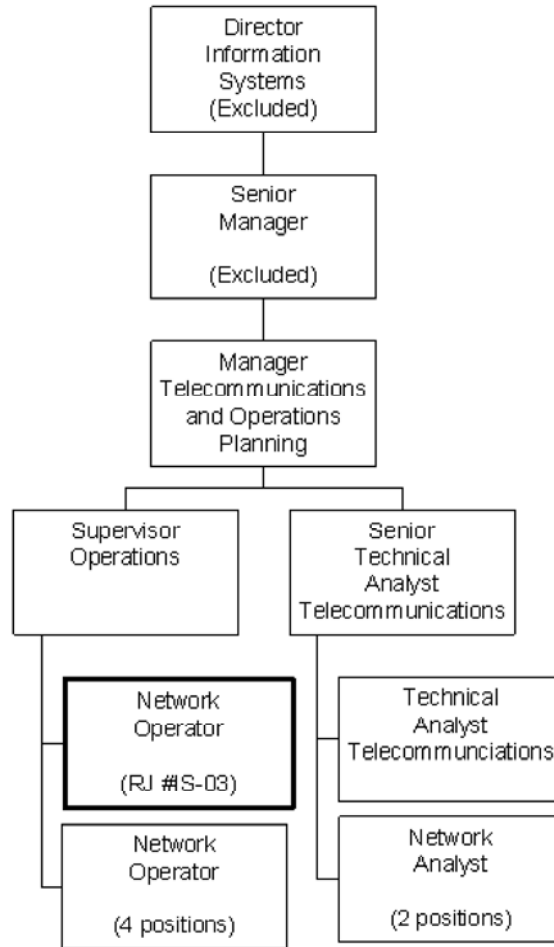 Director
Information
Systems
(Excluded)
Senior
Manager
(Excluded)
Manager
Telecommunications
and Operations
Planning
Supervisor
Operations
Senior
Technical
Analyst
Telecommunications
Network
Operator
(RJ #IS-03)
Technical
Analyst
Telecommunciations
Network
Operator
(4 positions)
Network
Analyst
(2 positions)